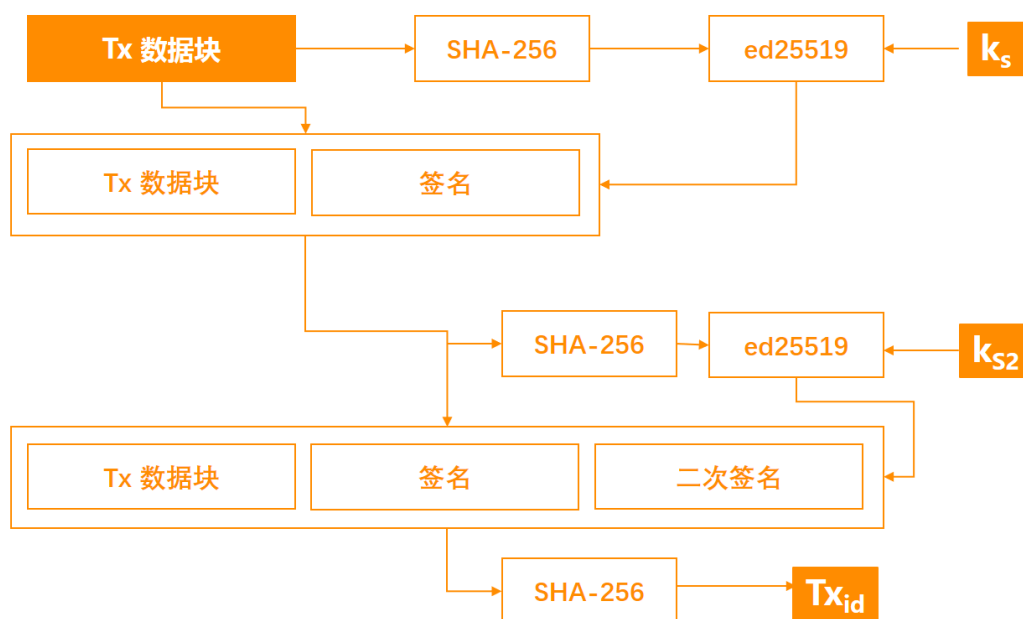 Tx 数据块
SHA-256
ed25519
ks
Tx 数据块
签名
SHA-256
ed25519
kS2
Tx 数据块
签名
二次签名
SHA-256
Txid